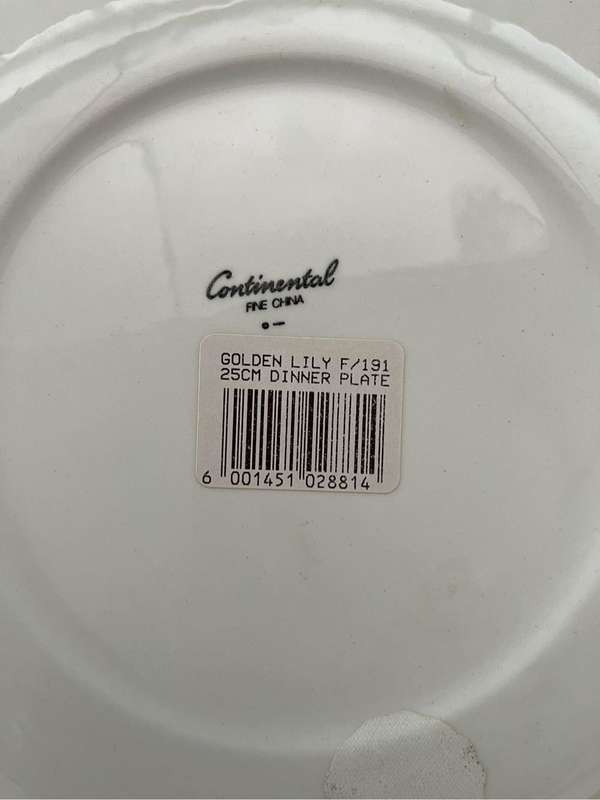 Continental
FINE CHINA
GOLDEN LILY F/191
25CM DINNER PLATE
6 001451 028814